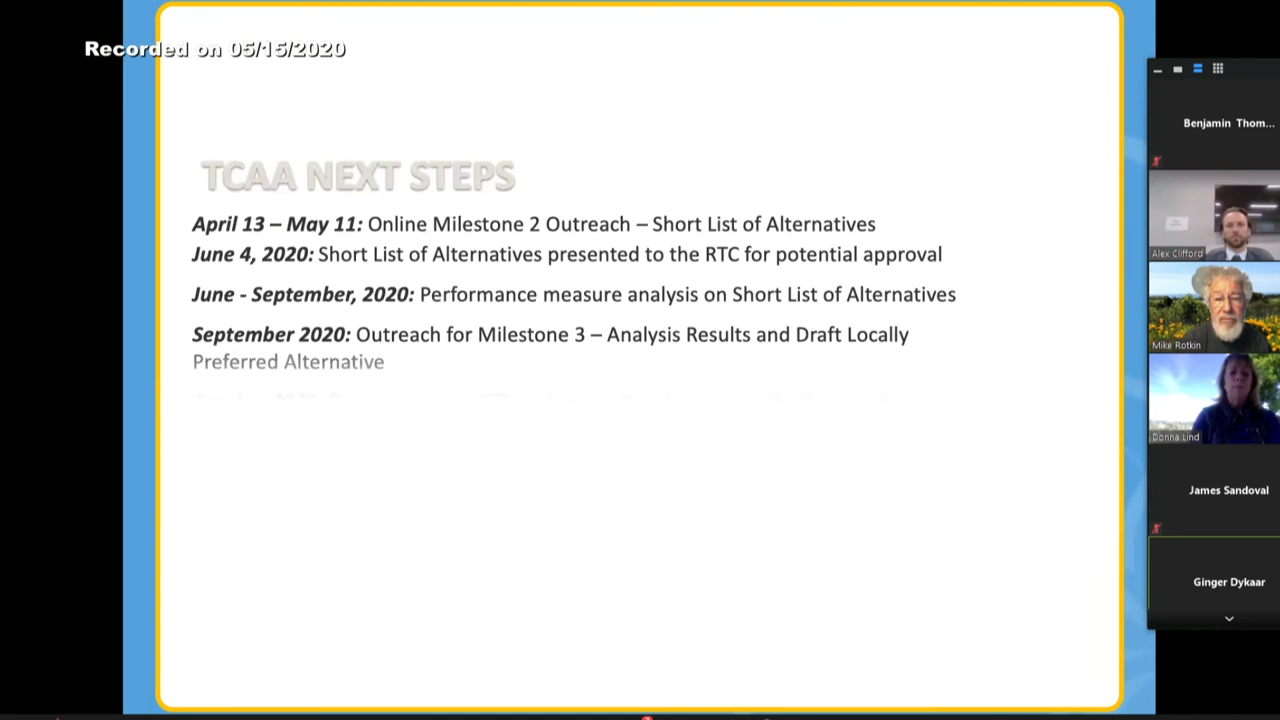 Recorded on 05/15/2020
TCAA NEXT STEPS
April 13 – May 11: Online Milestone 2 Outreach – Short List of Alternatives
June 4, 2020: Short List of Alternatives presented to the RTC for potential approval
June - September, 2020: Performance measure analysis on Short List of Alternatives
September 2020: Outreach for Milestone 3 – Analysis Results and Draft Locally
Preferred Alternative
Benjamin Thom...
Alex Clifford
Mike Rotkin
Donna Lind
James Sandoval
Ginger Dykaar